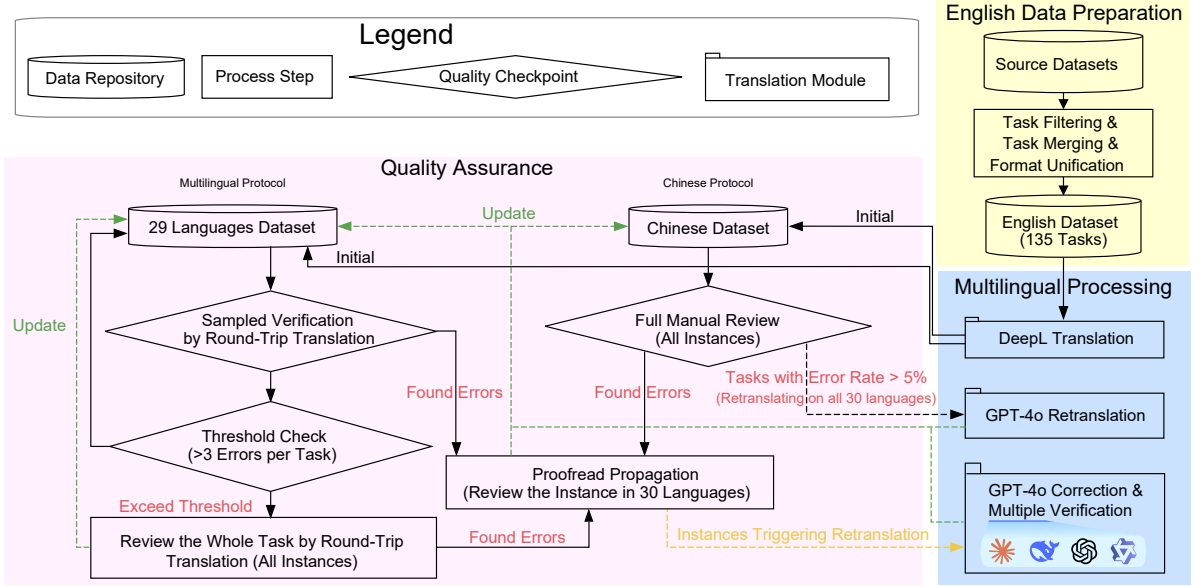 Legend
Data Repository
Process Step
Quality Checkpoint
Translation Module
English Data Preparation
Source Datasets
Task Filtering &
Task Merging &
Format Unification
English Dataset
(135 Tasks)
Quality Assurance
Multilingual Protocol
Chinese Protocol
29 Languages Dataset
Update
Chinese Dataset
Initial
Initial
Multilingual Processing
Update
Sampled Verification
by Round-Trip Translation
Full Manual Review
(All Instances)
DeepL Translation
Found Errors
Found Errors
Tasks with Error Rate > 5%
(Retranslating on all 30 languages)
GPT-4o Retranslation
Threshold Check
(>3 Errors per Task)
Proofread Propagation
(Review the Instance in 30 Languages)
GPT-4o Correction &
Multiple Verification
Exceed Threshold
Review the Whole Task by Round-Trip
Translation (All Instances)
Found Errors
Instances Triggering Retranslation